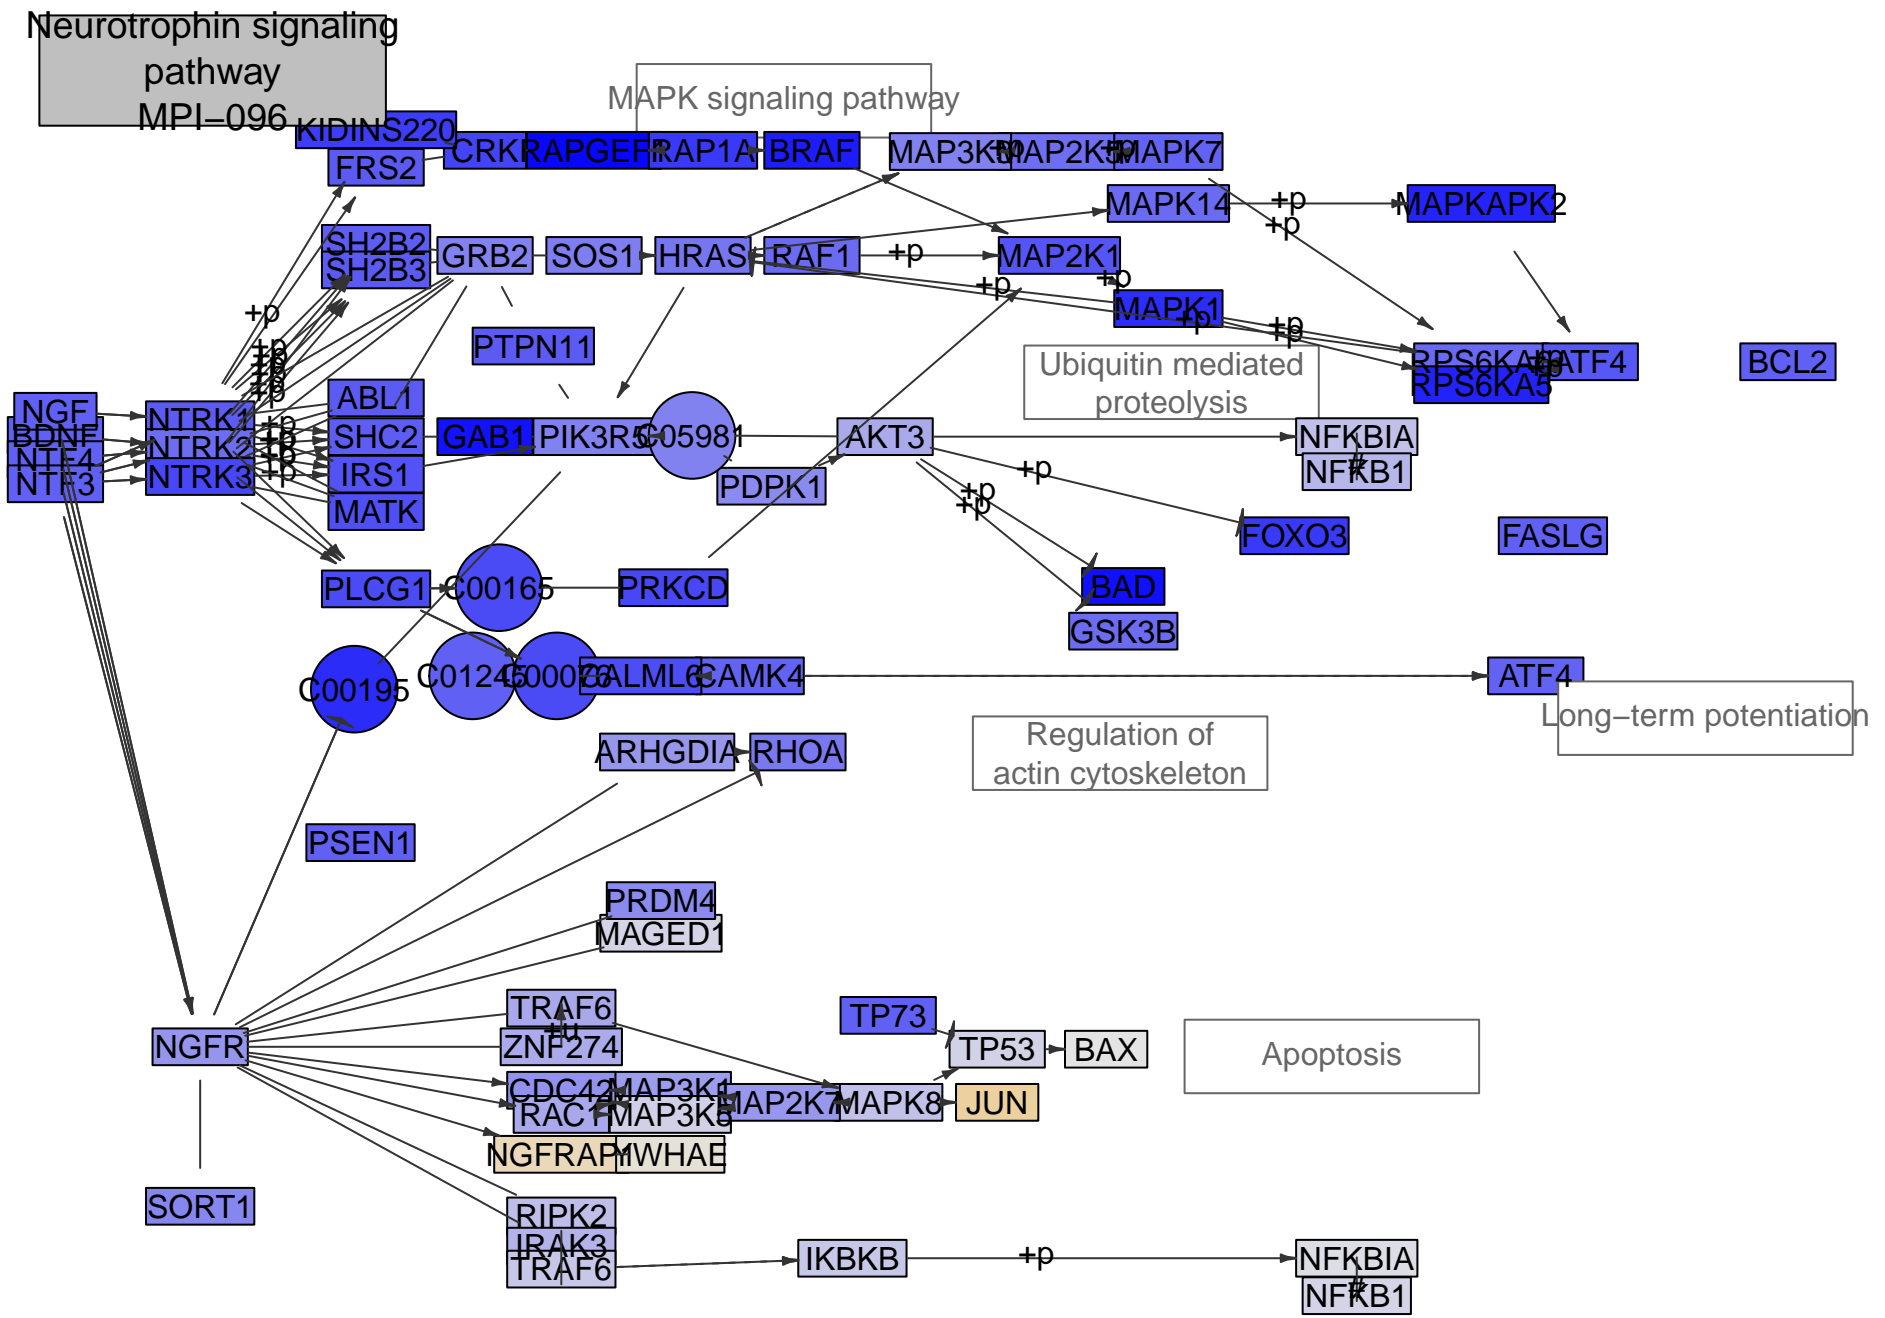 Neurotrophin signaling
pathway
MPI−096
MAPK signaling pathway
KIDINS220
FRS2
RAPGEF1
RAP1A
BRAF
MAP3K3
MAP2K5
MAPK7
+p
+p
MAPK14
+p
MAPKAPK2
+p
SH2B2
SH2B3
GRB2
SOS1
HRAS
RAF1
+p
MAP2K1
+p
+p
MAPK1
+p
+p
+p
+p
PTPN11
Ubiquitin mediated
proteolysis
RPS6KA5
ATF4
BCL2
+p
+p
RPS6KA5
+p
+p
+p
+p
+p
NGF
BDNF
NTF4
NTF3
NTRK1
NTRK2
NTRK3
+p
+p
+p
+p
ABL1
SHC2
IRS1
MATK
GAB1
PIK3R5
C05981
AKT3
PDPK1
NFKBIA
NFKB1
+p
+p
+p
FOXO3
FASLG
PLCG1
C00165
PRKCD
BAD
GSK3B
C00195
C01245
C00076
CALML6
CAMK4
ATF4
Long−term potentiation
ARHGDIA
RHOA
Regulation of
actin cytoskeleton
PSEN1
PRDM4
MAGED1
TRAF6
+u
ZNF274
TP73
TP53
BAX
Apoptosis
NGFR
CDC42
RAC1
MAP3K1
MAP3K5
MAP2K7
MAPK8
JUN
NGFRAP1
YWHAE
SORT1
RIPK2
IRAK3
TRAF6
IKBKB
+p
NFKBIA
NFKB1